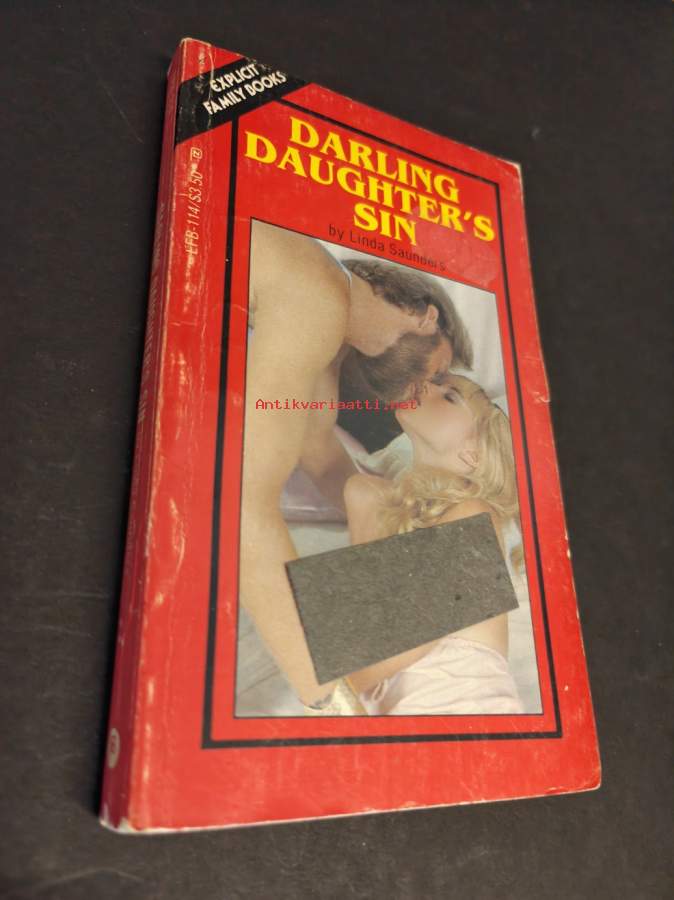 EXPLICIT
FAMILY BOOKS
EFB-114/$3.50
DARLING
DAUGHTER'S
SIN
by Linda Saunders
Antikvariaatti.net